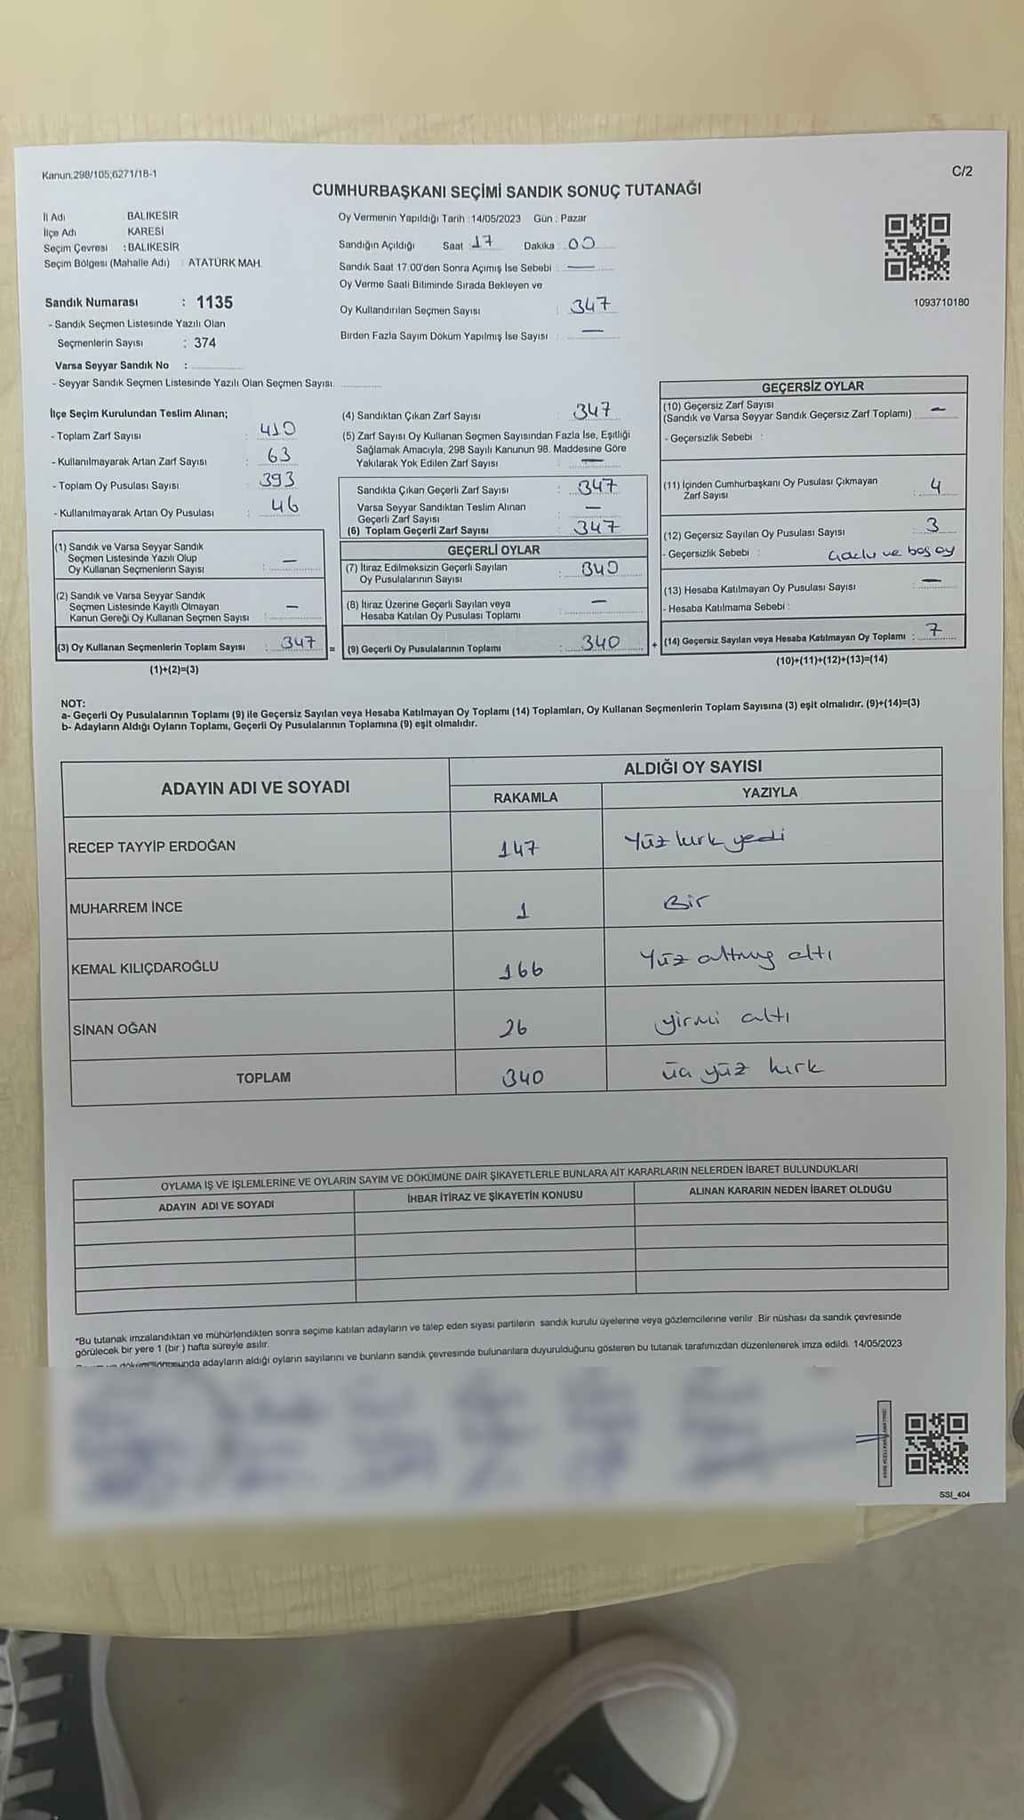 Kanun:298/105;6271/18-1
C/2
CUMHURBAŞKANI SEÇİMİ SANDIK SONUÇ TUTANAĞI
İl Adı BALIKESİR
İlçe Adı KARESİ
Seçim Çevresi : BALIKESİR
Seçim Bölgesi (Mahalle Adı) : ATATÜRK MAH.
Sandık Numarası : 1135
- Sandık Seçmen Listesinde Yazılı Olan
Seçmenlerin Sayısı : 374
Varsa Seyyar Sandık No :
- Seyyar Sandık Seçmen Listesinde Yazılı Olan Seçmen Sayısı.
Oy Vermenin Yapıldığı Tarih : 14/05/2023 Gün : Pazar
Sandığın Açıldığı Saat 17 Dakika 00
Sandık Saat 17:00'den Sonra Açımış İse Sebebi —
Oy Verme Saati Bitiminde Sırada Bekleyen ve
Oy Kullandırılan Seçmen Sayısı : 347
Birden Fazla Sayım Döküm Yapılmış İse Sayısı : —
1093710180
İlçe Seçim Kurulundan Teslim Alınan;
- Toplam Zarf Sayısı : 410
- Kullanılmayarak Artan Zarf Sayısı : 63
- Toplam Oy Pusulası Sayısı : 393
- Kullanılmayarak Artan Oy Pusulası : 46
(1) Sandık ve Varsa Seyyar Sandık
Seçmen Listesinde Yazılı Olup
Oy Kullanan Seçmenlerin Sayısı : —
(2) Sandık ve Varsa Seyyar Sandık
Seçmen Listesinde Kayıtlı Olmayan
Kanun Gereği Oy Kullanan Seçmen Sayısı : —
(3) Oy Kullanan Seçmenlerin Toplam Sayısı : 347 =
(1)+(2)=(3)
(4) Sandıktan Çıkan Zarf Sayısı : 347
(5) Zarf Sayısı Oy Kullanan Seçmen Sayısından Fazla İse, Eşitliği
Sağlamak Amacıyla, 298 Sayılı Kanunun 98. Maddesine Göre
Yakılarak Yok Edilen Zarf Sayısı : —
Sandıkta Çıkan Geçerli Zarf Sayısı : 347
Varsa Seyyar Sandıktan Teslim Alınan
Geçerli Zarf Sayısı : —
(6) Toplam Geçerli Zarf Sayısı : 347
GEÇERLİ OYLAR
(7) İtiraz Edilmeksizin Geçerli Sayılan
Oy Pusulalarının Sayısı : 340
(8) İtiraz Üzerine Geçerli Sayılan veya
Hesaba Katılan Oy Pusulası Toplamı : —
(9) Geçerli Oy Pusulalarının Toplamı : 340 +
GEÇERSİZ OYLAR
(10) Geçersiz Zarf Sayısı
(Sandık ve Varsa Seyyar Sandık Geçersiz Zarf Toplamı) : —
- Geçersizlik Sebebi :
(11) İçinden Cumhurbaşkanı Oy Pusulası Çıkmayan
Zarf Sayısı : 4
(12) Geçersiz Sayılan Oy Pusulası Sayısı : 3
- Geçersizlik Sebebi : ve boş oy
(13) Hesaba Katılmayan Oy Pusulası Sayısı : —
- Hesaba Katılmama Sebebi :
(14) Geçersiz Sayılan veya Hesaba Katılmayan Oy Toplamı : 7
(10)+(11)+(12)+(13)=(14)
NOT:
a- Geçerli Oy Pusulalarının Toplamı (9) ile Geçersiz Sayılan veya Hesaba Katılmayan Oy Toplamı (14) Toplamları, Oy Kullanan Seçmenlerin Toplam Sayısına (3) eşit olmalıdır. (9)+(14)=(3)
b- Adayların Aldığı Oyların Toplamı, Geçerli Oy Pusulalarının Toplamına (9) eşit olmalıdır.
ADAYIN ADI VE SOYADI
ALDIĞI OY SAYISI
RAKAMLA YAZIYLA
RECEP TAYYİP ERDOĞAN 147 Yüz kırk yedi
MUHARREM İNCE 1 Bir
KEMAL KILIÇDAROĞLU 166 Yüz altmış altı
SİNAN OĞAN 26 yirmi altı
TOPLAM 340 üç yüz kırk
OYLAMA İŞ VE İŞLEMLERİNE VE OYLARIN SAYIM VE DÖKÜMÜNE DAİR ŞİKAYETLERLE BUNLARA AİT KARARLARIN NELERDEN İBARET BULUNDUKLARI
ADAYIN ADI VE SOYADI İHBAR İTİRAZ VE ŞİKAYETİN KONUSU ALINAN KARARIN NEDEN İBARET OLDUĞU
*Bu tutanak imzalandıktan ve mühürlendikten sonra seçime katılan adayların ve talep eden siyasi partilerin sandık kurulu üyelerine veya gözlemcilerine verilir. Bir nüshası da sandık çevresinde
görülecek bir yere 1 (bir ) hafta süreyle asılır.
adayların aldığı oyların sayılarını ve bunların sandık çevresinde bulunanlara duyurulduğunu gösteren bu tutanak tarafımızdan düzenlenerek imza edildi. 14/05/2023
SSI_404